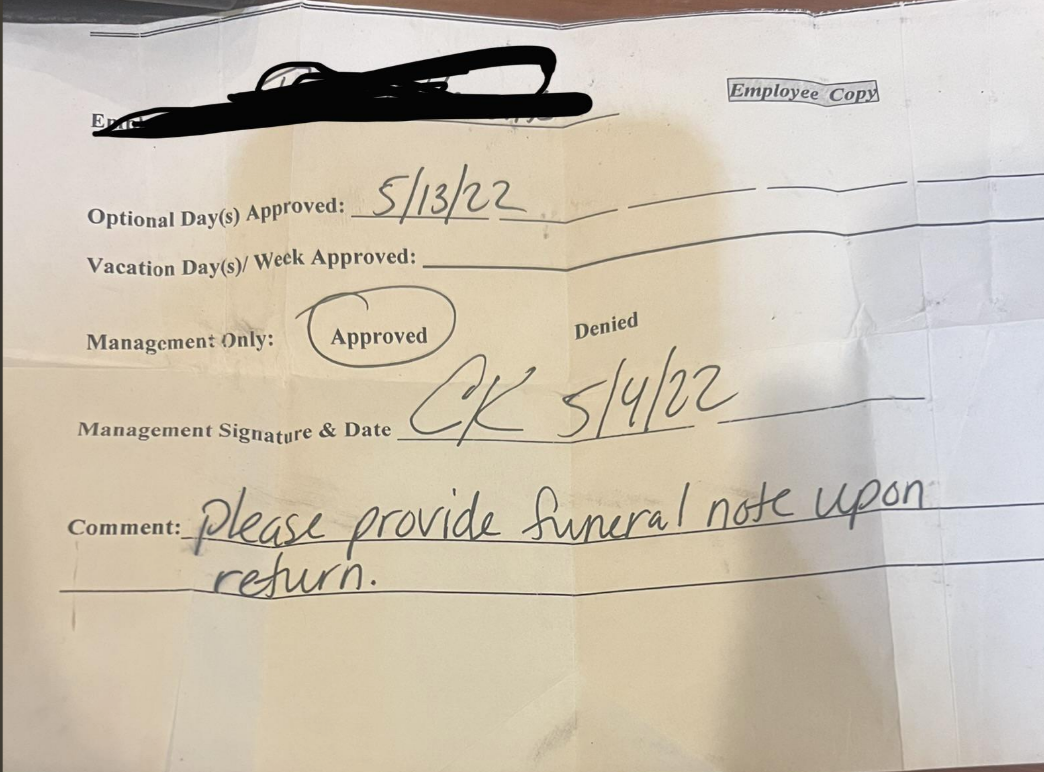 Employee Copy
Optional Day(s) Approved: 5/13/22
Vacation Day(s)/ Week Approved:
Management Only: Approved Denied
Management Signature & Date CK 5/4/22
Comment: please provide funeral note upon
return.